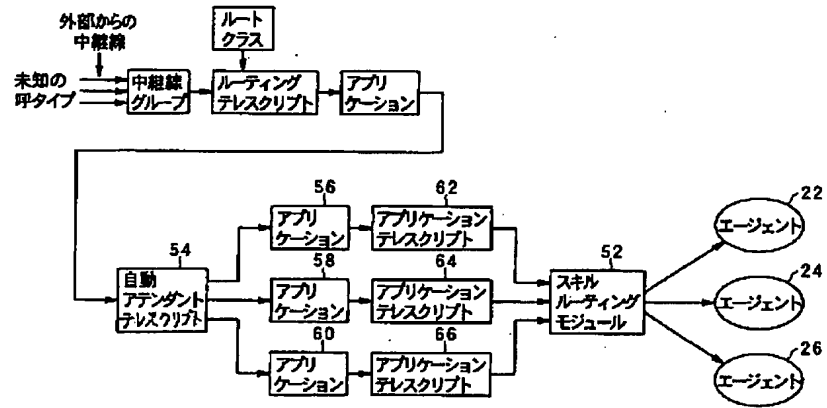 外部からの
中継線
ルート
クラス
未知の
呼タイプ
中継線
グループ
ルーティング
テレスクリプト
アプリ
ケーション
56
アプリ
ケーション
62
アプリケーション
テレスクリプト
54
自動
アテンダント
テレスクリプト
58
アプリ
ケーション
64
アプリケーション
テレスクリプト
60
アプリ
ケーション
66
アプリケーション
テレスクリプト
52
スキル
ルーティング
モジュール
22
エージェント
24
エージェント
26
エージェント